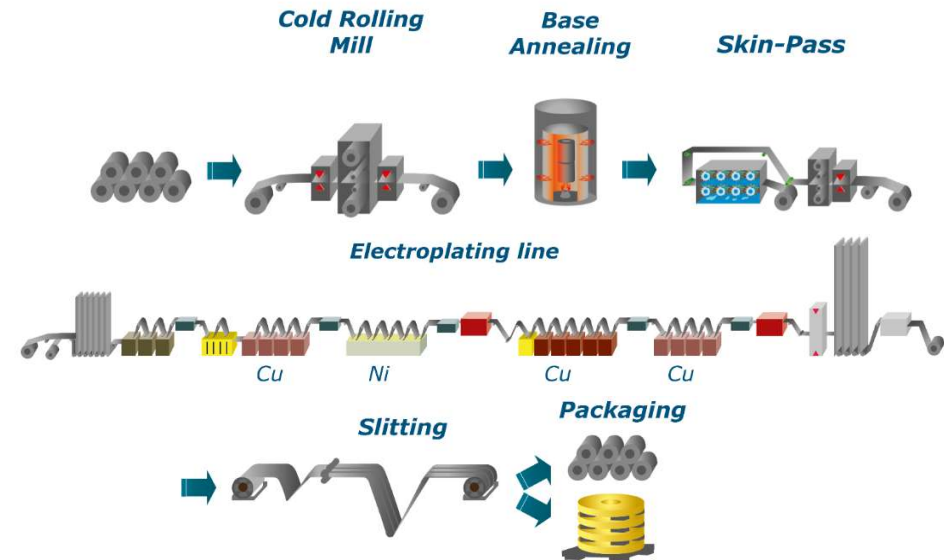 Cold Rolling
Mill
Base
Annealing
Skin-Pass
Electroplating line
Cu
Ni
Cu
Cu
Slitting
Packaging